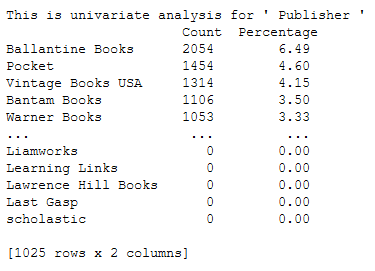 This is univariate analysis for ' Publisher '
Count Percentage
Ballantine Books 2054 6.49
Pocket 1454 4.60
Vintage Books USA 1314 4.15
Bantam Books 1106 3.50
Warner Books 1053 3.33
... ... ...
Liamworks 0 0.00
Learning Links 0 0.00
Lawrence Hill Books 0 0.00
Last Gasp 0 0.00
scholastic 0 0.00
[1025 rows x 2 columns]